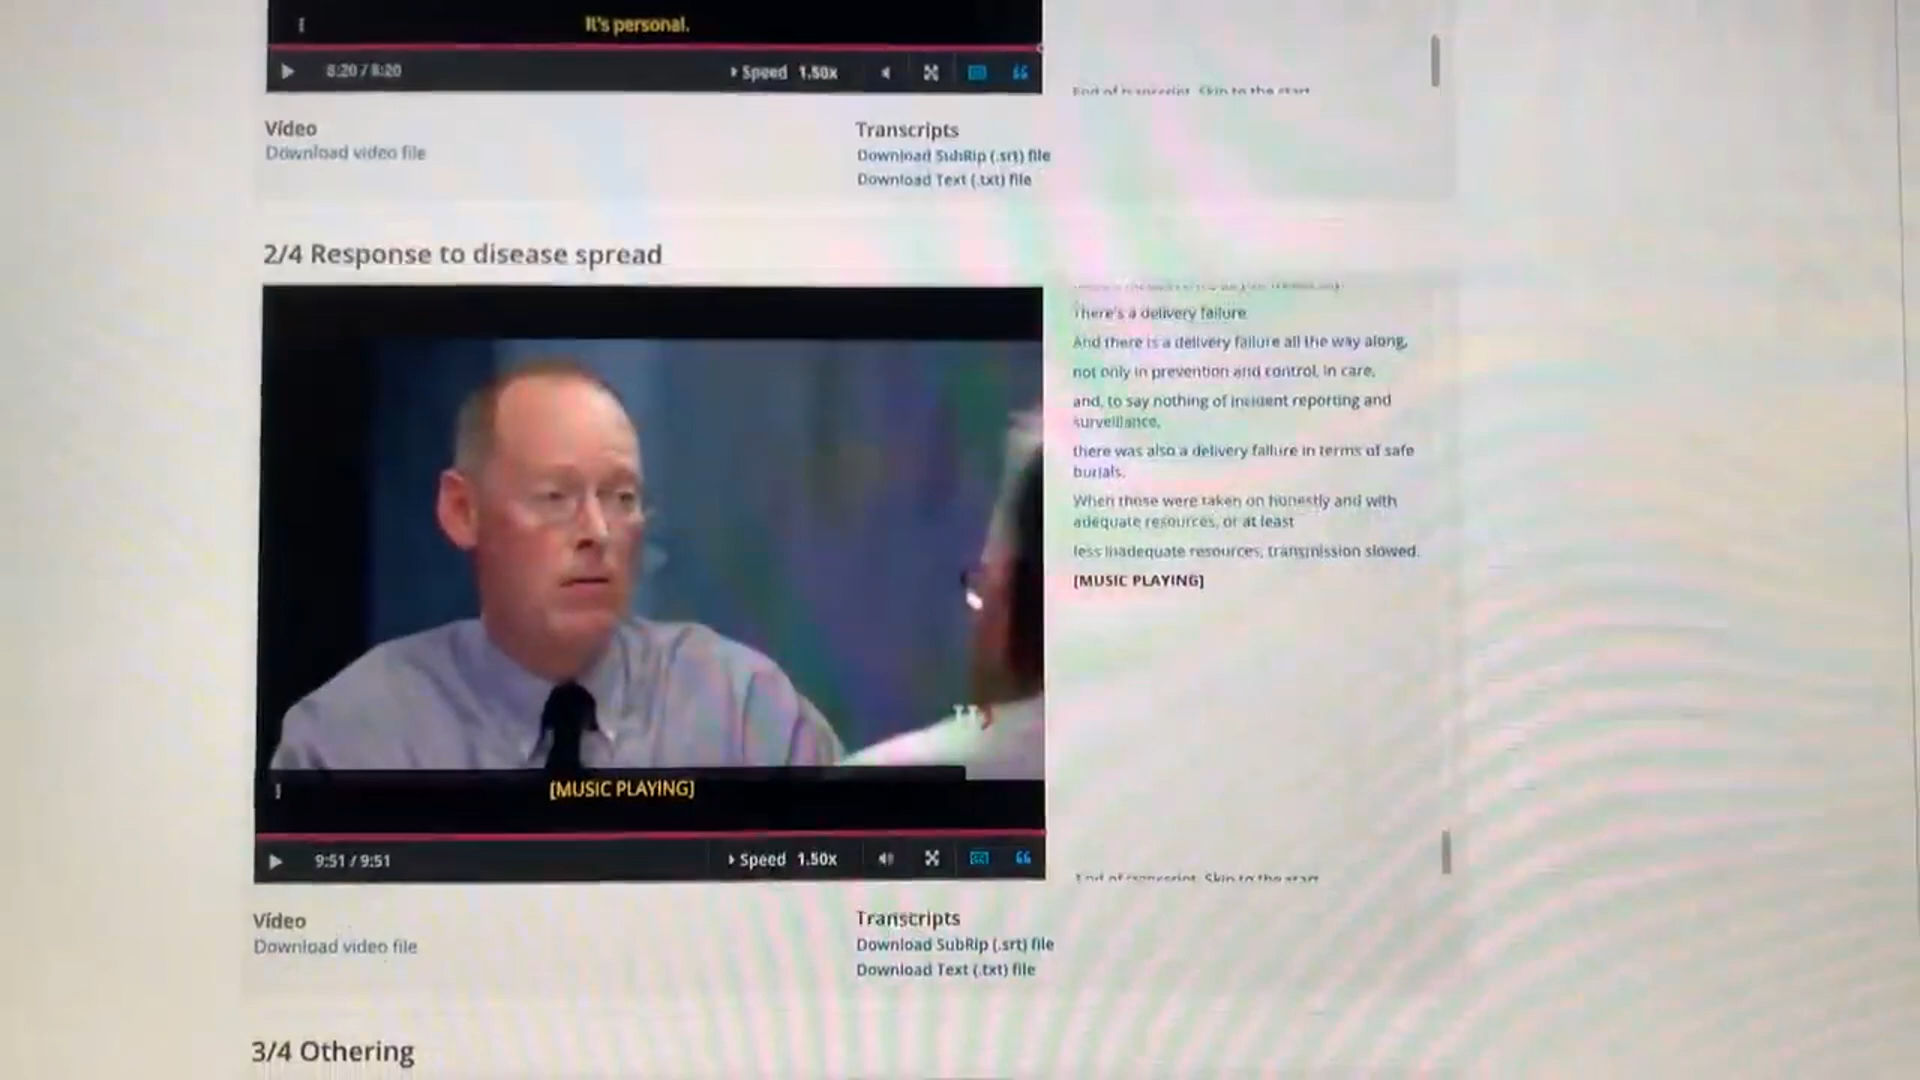 It's personal.
8:20 / 8:20
Speed 1.50x
End of transcript. Skip to the start.
Video
Transcripts
Download video file
Download SubRip (.srt) file
Download Text (.txt) file
2/4 Response to disease spread
There's a delivery failure
And there is a delivery failure all the way along,
not only in prevention and control, in care,
and, to say nothing of incident reporting and
surveillance,
there was also a delivery failure in terms of safe
burials.
When those were taken on honestly and with
adequate resources, or at least
less inadequate resources, transmission slowed.
[MUSIC PLAYING]
H
[MUSIC PLAYING]
9:51 / 9:51
Speed 1.50x
CC
End of transcript. Skip to the start.
Video
Transcripts
Download video file
Download SubRip (.srt) file
Download Text (.txt) file
3/4 Othering